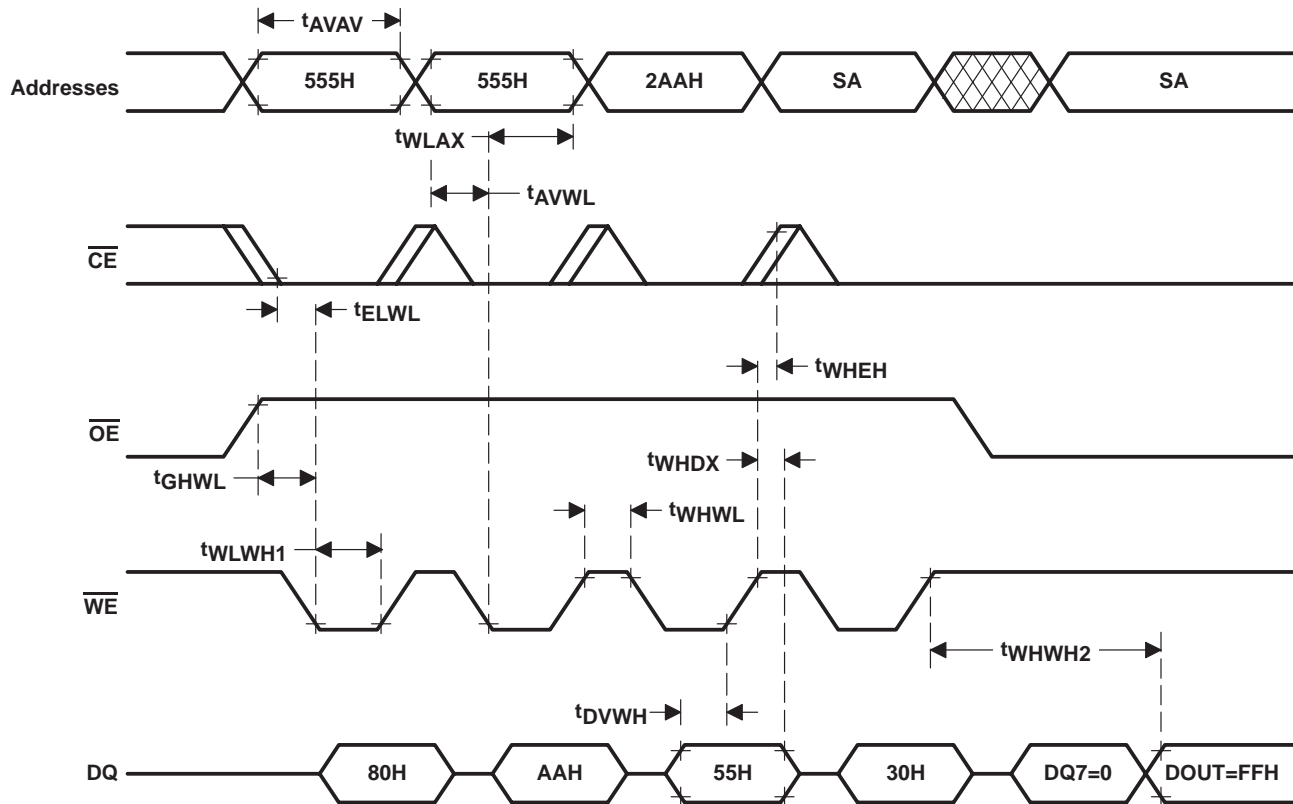 tAVAV
Addresses 555H 555H 2AAH SA SA
tWLAX
tAVWL
CE
tELWL
tWHEH
OE
tWHDX
tGHWL
tWHWL
tWLWH1
WE
tWHWH2
tDVWH
DQ 80H AAH 55H 30H DQ7=0 DOUT=FFH